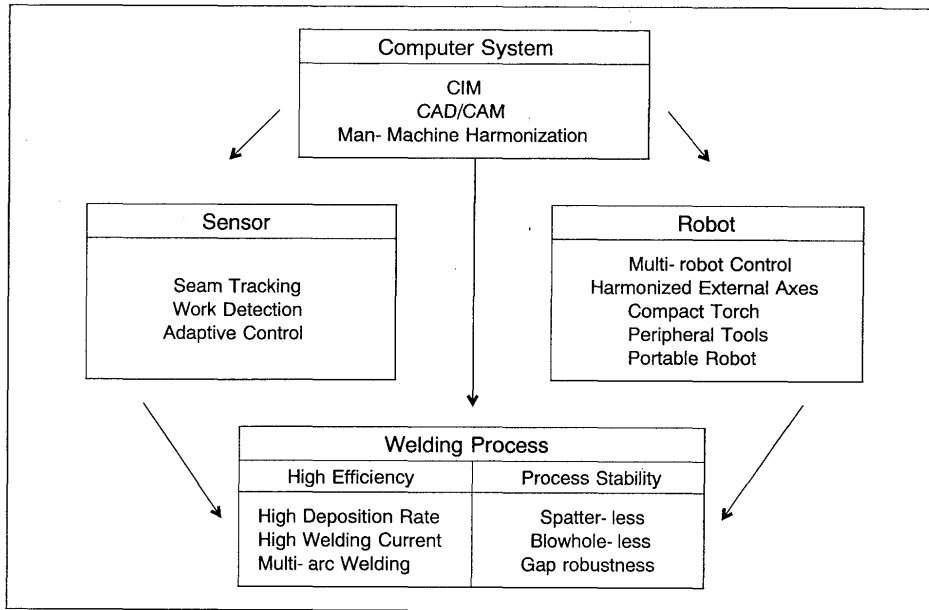 Computer System
CIM
CAD/CAM
Man- Machine Harmonization
Sensor
Seam Tracking
Work Detection
Adaptive Control
Robot
Multi- robot Control
Harmonized External Axes
Compact Torch
Peripheral Tools
Portable Robot
Welding Process
High Efficiency
High Deposition Rate
High Welding Current
Multi- arc Welding
Process Stability
Spatter- less
Blowhole- less
Gap robustness